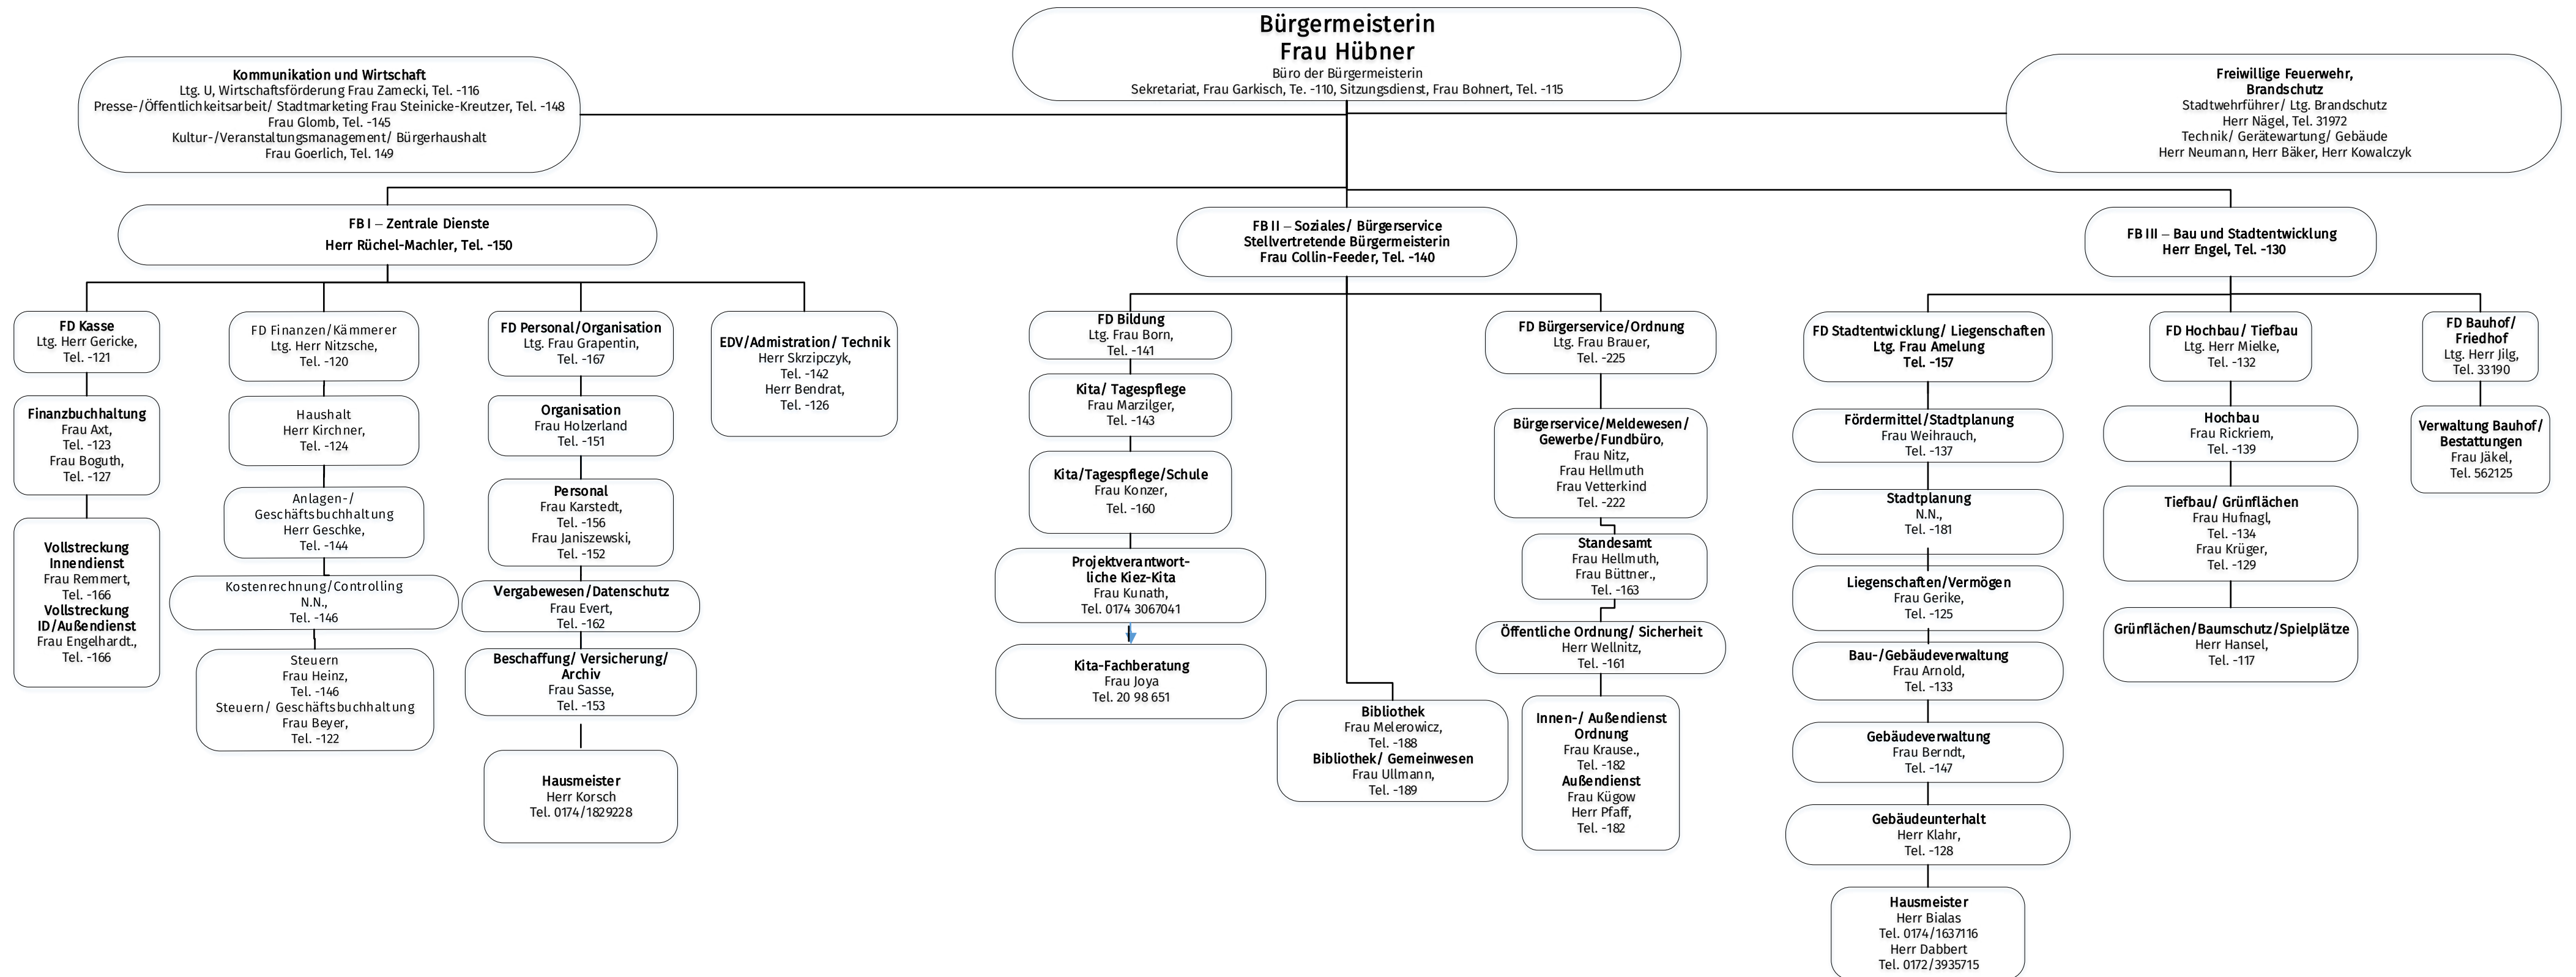 Bürgermeisterin
Frau Hübner
Büro der Bürgermeisterin
Sekretariat, Frau Garkisch, Te. -110, Sitzungsdienst, Frau Bohnert, Tel. -115
Kommunikation und Wirtschaft
Ltg. U, Wirtschaftsförderung Frau Zamecki, Tel. -116
Presse-/Öffentlichkeitsarbeit/ Stadtmarketing Frau Steinicke-Kreutzer, Tel. -148
Frau Glomb, Tel. -145
Kultur-/Veranstaltungsmanagement/ Bürgerhaushalt
Frau Goerlich, Tel. 149
Freiwillige Feuerwehr,
Brandschutz
Stadtwehrführer/ Ltg. Brandschutz
Herr Nägel, Tel. 31972
Technik/ Gerätewartung/ Gebäude
Herr Neumann, Herr Bäker, Herr Kowalczyk
FB I – Zentrale Dienste
Herr Rüchel-Machler, Tel. -150
FB II – Soziales/ Bürgerservice
Stellvertretende Bürgermeisterin
Frau Collin-Feeder, Tel. -140
FB III – Bau und Stadtentwicklung
Herr Engel, Tel. -130
FD Kasse
Ltg. Herr Gericke,
Tel. -121
Finanzbuchhaltung
Frau Axt,
Tel. -123
Frau Boguth,
Tel. -127
Vollstreckung
Innendienst
Frau Remmert,
Tel. -166
Vollstreckung
ID/Außendienst
Frau Engelhardt.,
Tel. -166
FD Finanzen/Kämmerer
Ltg. Herr Nitzsche,
Tel. -120
Haushalt
Herr Kirchner,
Tel. -124
Anlagen-/
Geschäftsbuchhaltung
Herr Geschke,
Tel. -144
Kostenrechnung/Controlling
N.N.,
Tel. -146
Steuern
Frau Heinz,
Tel. -146
Steuern/ Geschäftsbuchhaltung
Frau Beyer,
Tel. -122
FD Personal/Organisation
Ltg. Frau Grapentin,
Tel. -167
Organisation
Frau Holzerland
Tel. -151
Personal
Frau Karstedt,
Tel. -156
Frau Janiszewski,
Tel. -152
Vergabewesen/Datenschutz
Frau Evert,
Tel. -162
Beschaffung/ Versicherung/
Archiv
Frau Sasse,
Tel. -153
Hausmeister
Herr Korsch
Tel. 0174/1829228
EDV/Admistration/ Technik
Herr Skrzipczyk,
Tel. -142
Herr Bendrat,
Tel. -126
FD Bildung
Ltg. Frau Born,
Tel. -141
Kita/ Tagespflege
Frau Marzilger,
Tel. -143
Kita/Tagespflege/Schule
Frau Konzer,
Tel. -160
Projektverantwort-
liche Kiez-Kita
Frau Kunath,
Tel. 0174 3067041
Kita-Fachberatung
Frau Joya
Tel. 20 98 651
Bibliothek
Frau Melerowicz,
Tel. -188
Bibliothek/ Gemeinwesen
Frau Ullmann,
Tel. -189
FD Bürgerservice/Ordnung
Ltg. Frau Brauer,
Tel. -225
Bürgerservice/Meldewesen/
Gewerbe/Fundbüro,
Frau Nitz,
Frau Hellmuth
Frau Vetterkind
Tel. -222
Standesamt
Frau Hellmuth,
Frau Büttner.,
Tel. -163
Öffentliche Ordnung/ Sicherheit
Herr Wellnitz,
Tel. -161
Innen-/ Außendienst
Ordnung
Frau Krause.,
Tel. -182
Außendienst
Frau Kügow
Herr Pfaff,
Tel. -182
FD Stadtentwicklung/ Liegenschaften
Ltg. Frau Amelung
Tel. -157
Fördermittel/Stadtplanung
Frau Weihrauch,
Tel. -137
Stadtplanung
N.N.,
Tel. -181
Liegenschaften/Vermögen
Frau Gerike,
Tel. -125
Bau-/Gebäudeverwaltung
Frau Arnold,
Tel. -133
Gebäudeverwaltung
Frau Berndt,
Tel. -147
Gebäudeunterhalt
Herr Klahr,
Tel. -128
Hausmeister
Herr Bialas
Tel. 0174/1637116
Herr Dabbert
Tel. 0172/3935715
FD Hochbau/ Tiefbau
Ltg. Herr Mielke,
Tel. -132
Hochbau
Frau Rickriem,
Tel. -139
Tiefbau/ Grünflächen
Frau Hufnagl,
Tel. -134
Frau Krüger,
Tel. -129
Grünflächen/Baumschutz/Spielplätze
Herr Hansel,
Tel. -117
FD Bauhof/
Friedhof
Ltg. Herr Jilg,
Tel. 33190
Verwaltung Bauhof/
Bestattungen
Frau Jäkel,
Tel. 562125